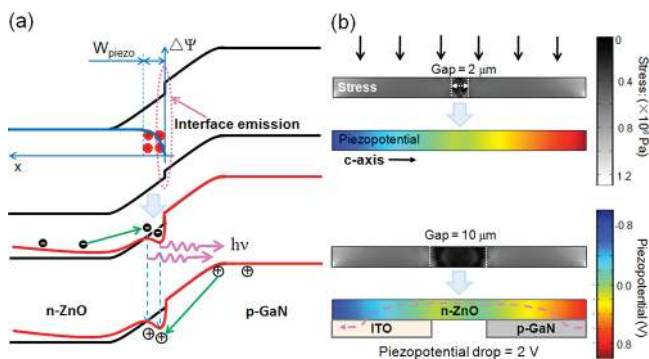 (a)
W_piezo
ΔΨ
Interface emission
x
hν
n-ZnO
p-GaN
(b)
Gap = 2 μm
Stress
Piezopotential
c-axis
0
0.4
0.8
1.2
Stress: (×10⁶ Pa)
Gap = 10 μm
n-ZnO
ITO
p-GaN
Piezopotential drop = 2 V
-0.8
0.0
0.8
Piezopotential (V)